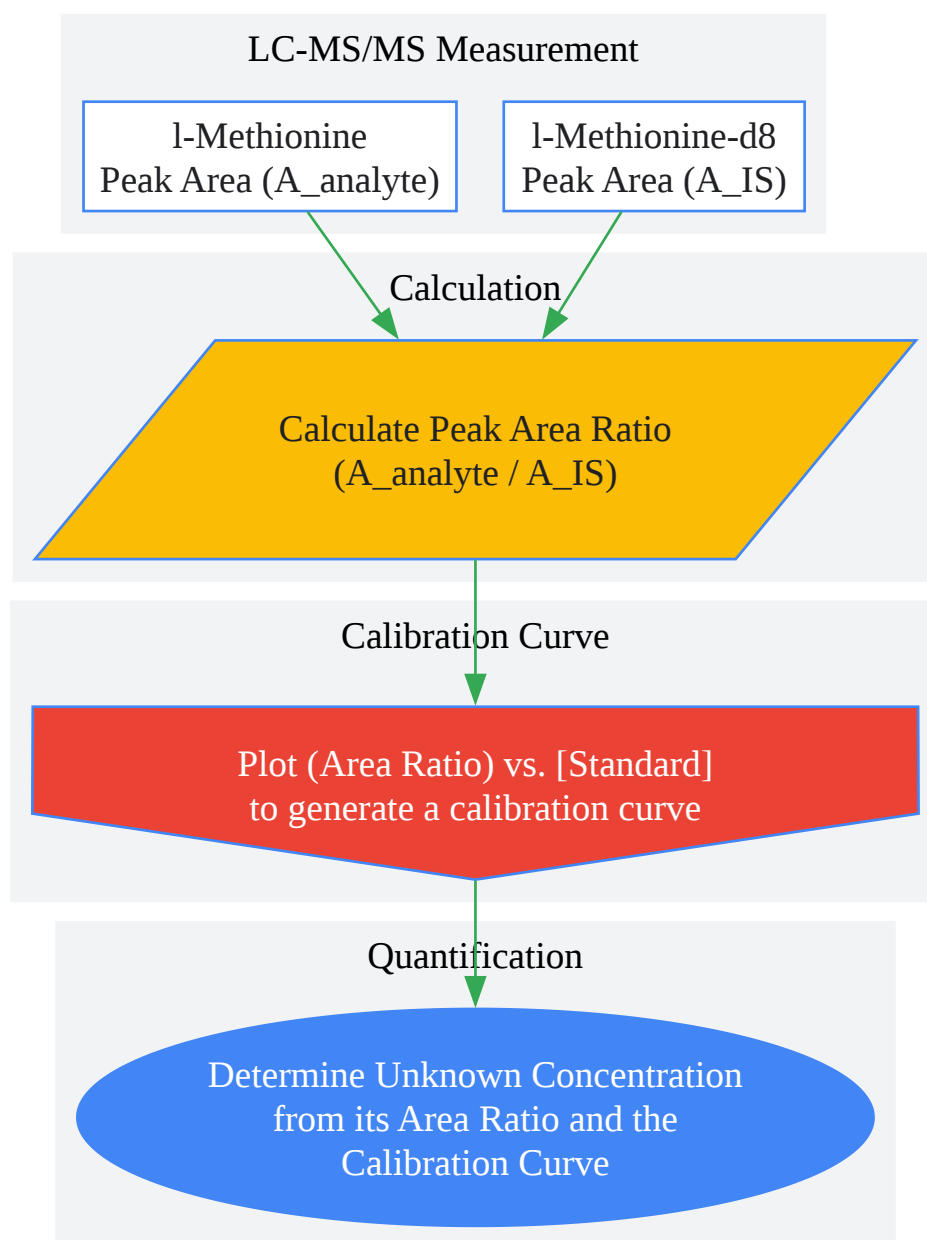 LC-MS/MS Measurement
l-Methionine
Peak Area (A_analyte)
l-Methionine-d8
Peak Area (A_IS)
Calculation
Calculate Peak Area Ratio
(A_analyte / A_IS)
Calibration Curve
Plot (Area Ratio) vs. [Standard]
to generate a calibration curve
Quantification
Determine Unknown Concentration
from its Area Ratio and the
Calibration Curve